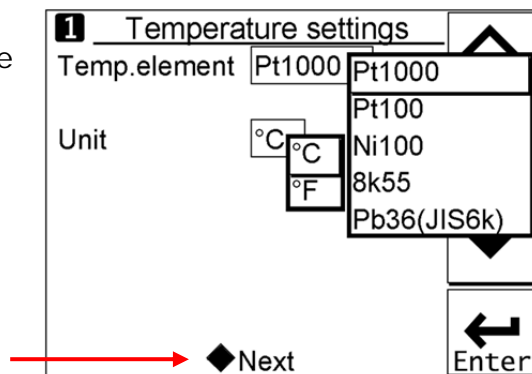 1 Temperature settings
e
Temp.element Pt1000 Pt1000
Pt100
Unit °C °C Ni100
°F 8k55
Pb36(JIS6k)
◆Next Enter